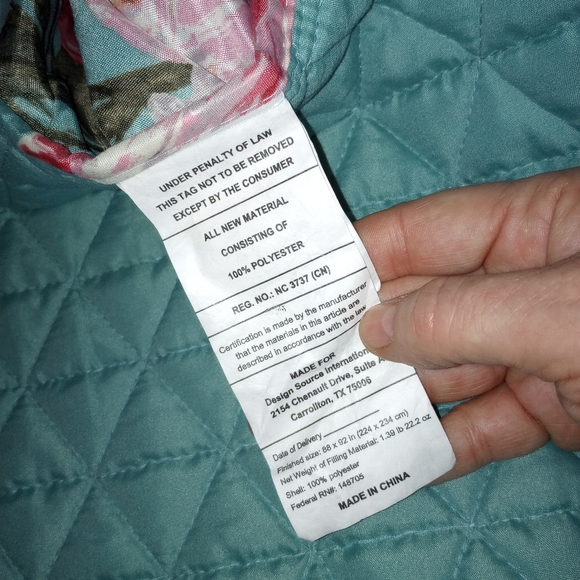 UNDER PENALTY OF LAW
THIS TAG NOT TO BE REMOVED
EXCEPT BY THE CONSUMER
ALL NEW MATERIAL
CONSISTING OF
100% POLYESTER
REG. NO.: NC 3737 (CN)
Certification is made by the manufacturer
that the materials in this article are
described in accordance with the law
MADE FOR
Design Source Internation
2154 Chenault Drive, Suite A
Carrollton, TX 75006
Date of Delivery
Finished size: 88 x 92 in (224 x 234 cm)
Net Weight of Filling Material: 1.39 lb 22.2 oz
Shell: 100% polyester
Federal RN#: 148705
MADE IN CHINA